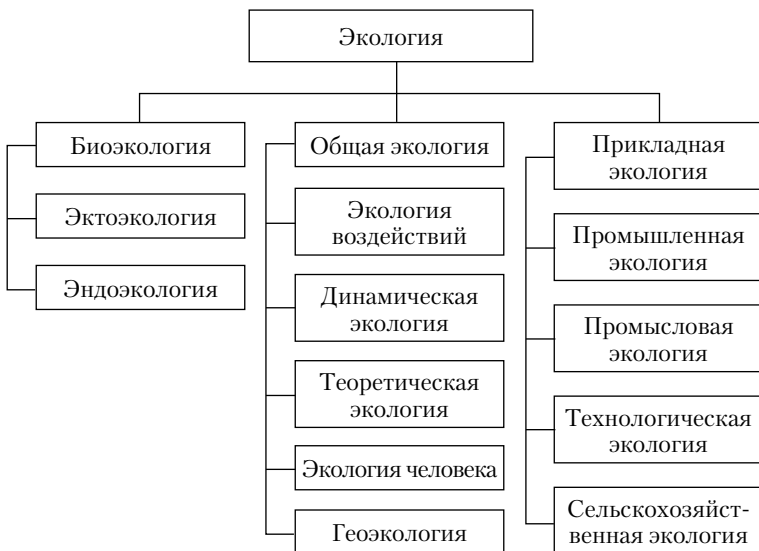 Экология
Биоэкология
Эктоэкология
Эндоэкология
Общая экология
Экология
воздействий
Динамическая
экология
Теоретическая
экология
Экология человека
Геоэкология
Прикладная
экология
Промышленная
экология
Промысловая
экология
Технологическая
экология
Сельскохозяйст-
венная экология